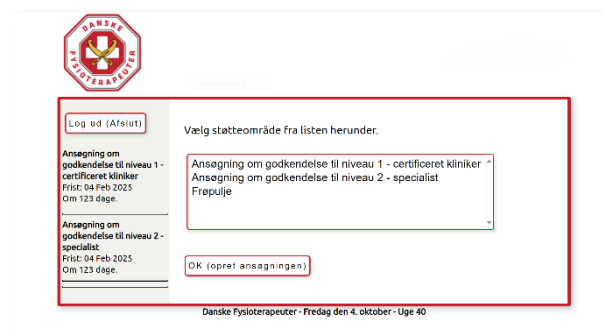 DANSKE
FYSIOTERAPEUTER
Log ud (Afslut)
Ansøgning om
godkendelse til niveau 1 -
certificeret kliniker
Frist: 04 Feb 2025
Om 123 dage.
Ansøgning om
godkendelse til niveau 2 -
specialist
Frist: 04 Feb 2025
Om 123 dage.
Vælg støtteområde fra listen herunder.
Ansøgning om godkendelse til niveau 1 - certificeret kliniker
Ansøgning om godkendelse til niveau 2 - specialist
Frøpulje
OK (opret ansøgningen)
Danske Fysioterapeuter - Fredag den 4. oktober - Uge 40